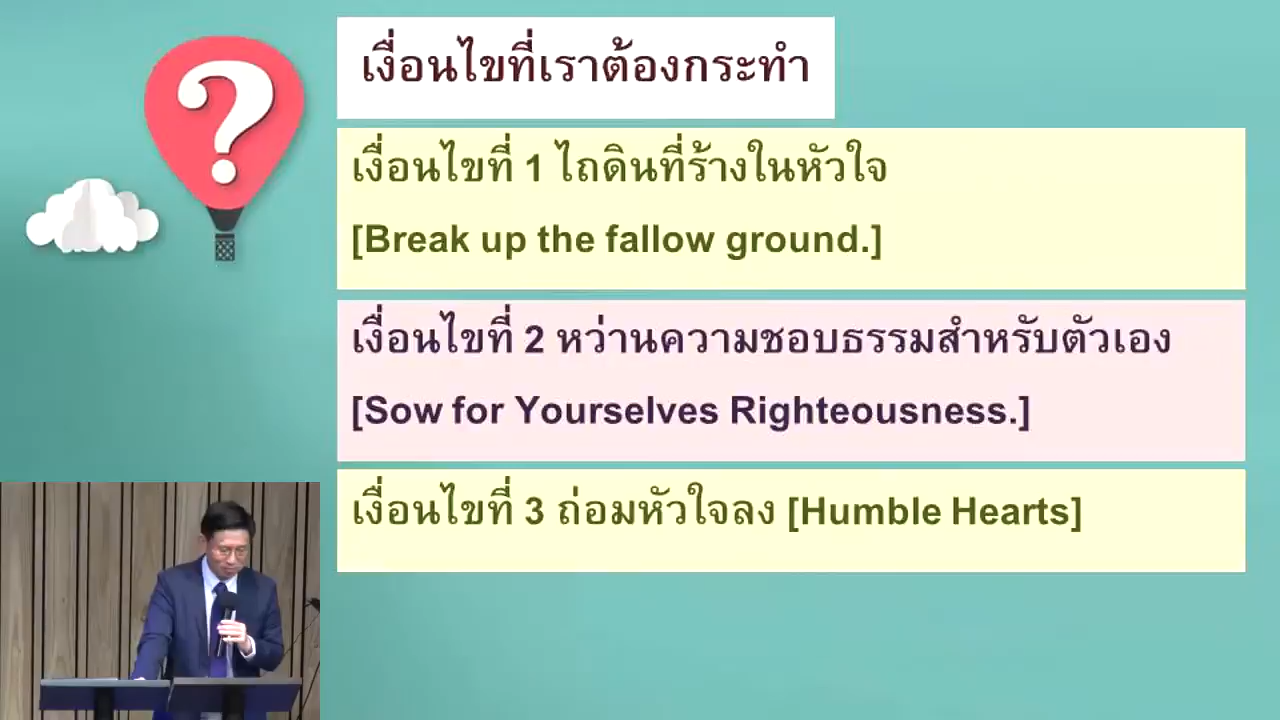 ?
เงื่อนไขที่เราต้องกระทำ
เงื่อนไขที่ 1 ไถดินที่ร้างในหัวใจ
[Break up the fallow ground.]
เงื่อนไขที่ 2 หว่านความชอบธรรมสำหรับตัวเอง
[Sow for Yourselves Righteousness.]
เงื่อนไขที่ 3 ถ่อมหัวใจลง [Humble Hearts]